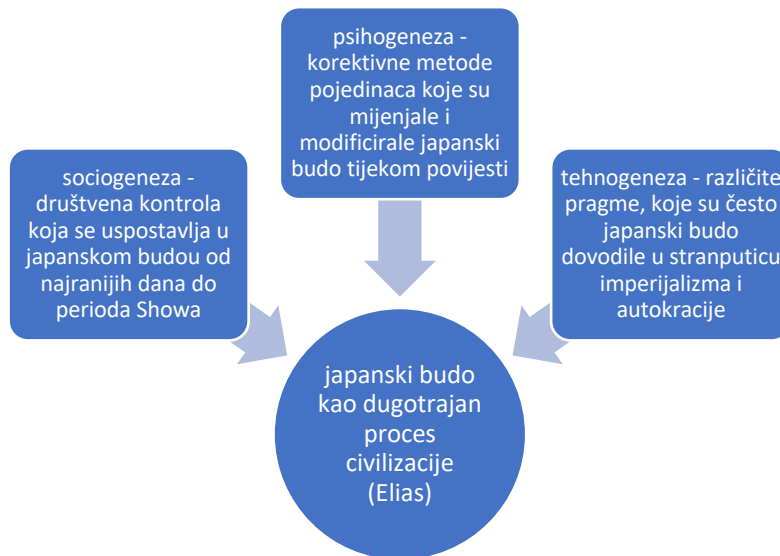 sociogeneza -
društvena kontrola
koja se uspostavlja u
japanskom budou od
najranijih dana do
perioda Showa
psihogeneza -
korektivne metode
pojedinaca koje su
mijenjale i
modificirale japanski
budo tijekom povijesti
tehnogeneza - različite
pragme, koje su često
japanski budo
dovodile u stranputicu
imperijalizma i
autokracije
japanski budo
kao dugotrajan
proces
civilizacije
(Elias)